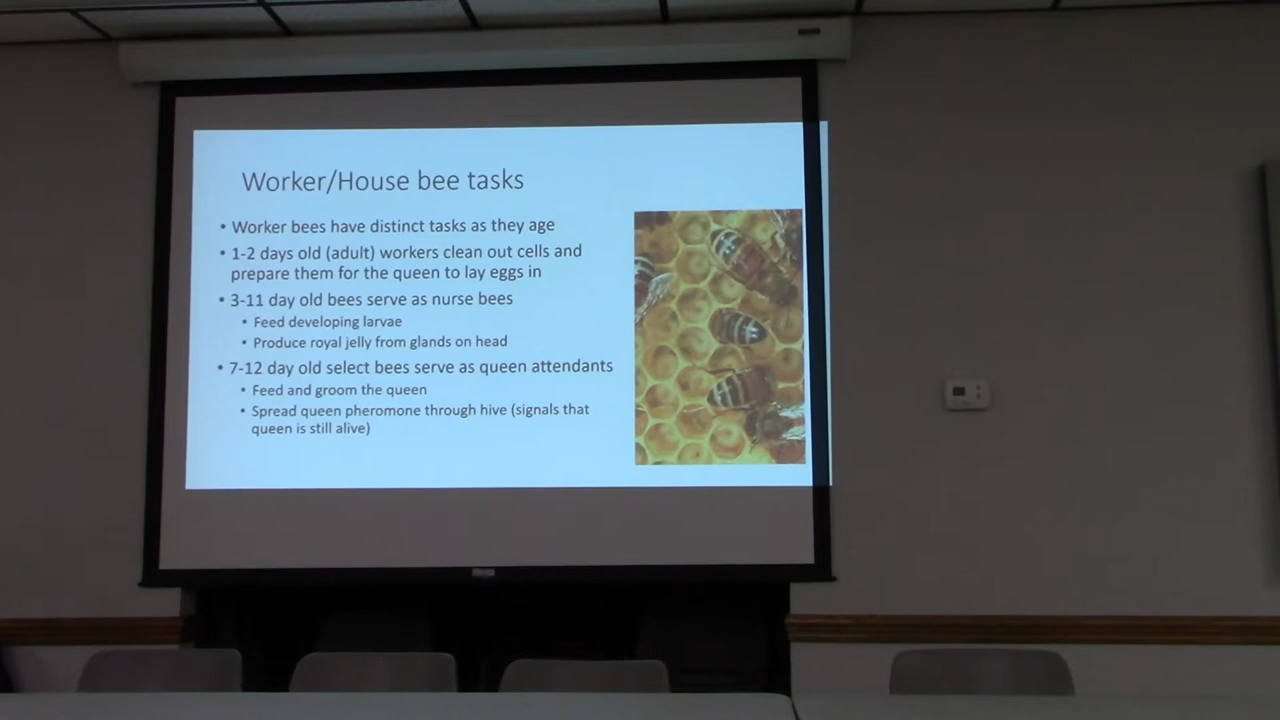 Worker/House bee tasks
• Worker bees have distinct tasks as they age
• 1-2 days old (adult) workers clean out cells and
prepare them for the queen to lay eggs in
• 3-11 day old bees serve as nurse bees
• Feed developing larvae
• Produce royal jelly from glands on head
• 7-12 day old select bees serve as queen attendants
• Feed and groom the queen
• Spread queen pheromone through hive (signals that
queen is still alive)